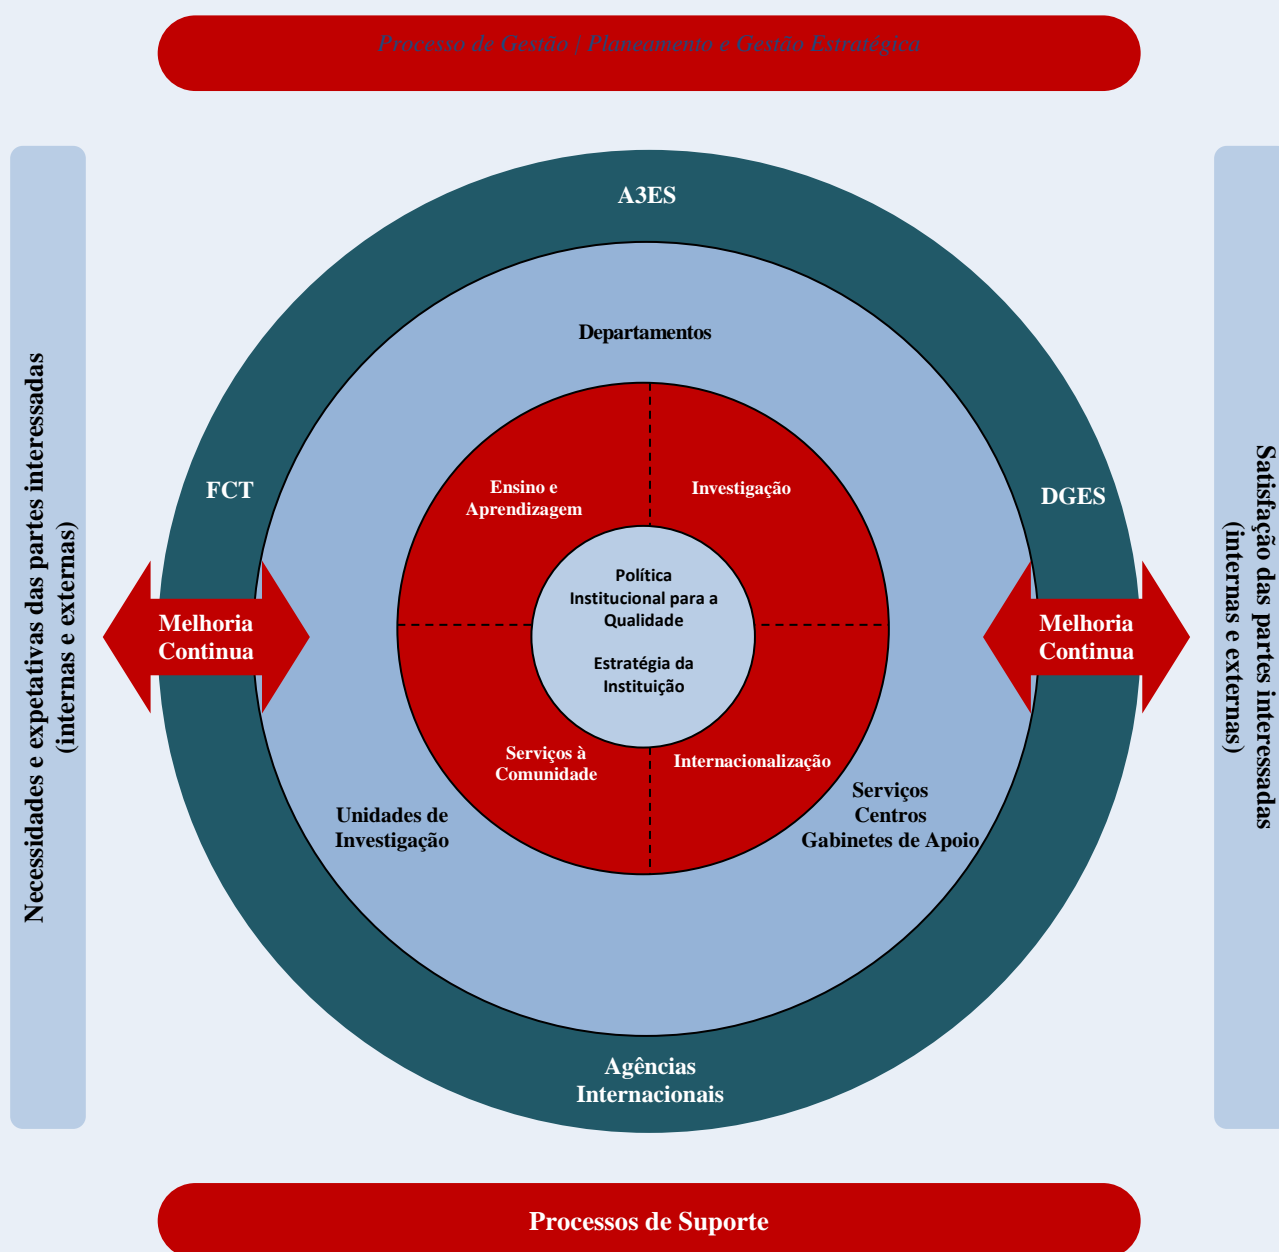 Processo de Gestão / Planeamento e Gestão Estratégica
A3ES
Departamentos
Necessidades e expetativas das partes interessadas
(internas e externas)
FCT
Ensino e
Aprendizagem
Investigação
DGES
Satisfação das partes interessadas
(internas e externas)
Política
Institucional para a
Qualidade
Estratégia da
Instituição
Melhoria
Continua
Melhoria
Continua
Serviços à
Comunidade
Internacionalização
Unidades de
Investigação
Serviços
Centros
Gabinetes de Apoio
Agências
Internacionais
Processos de Suporte